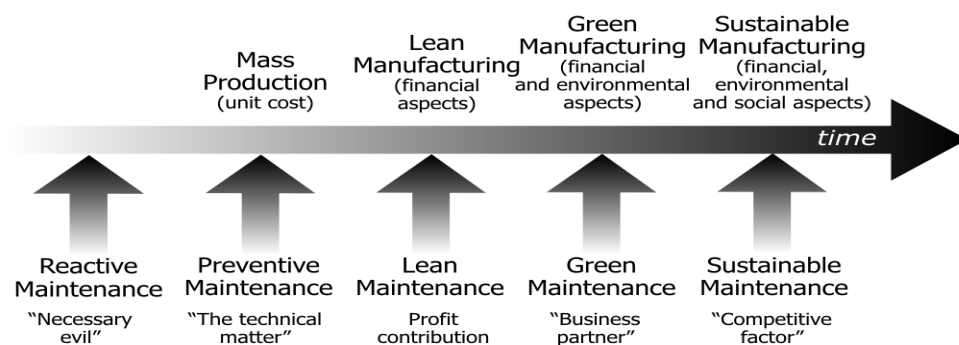 Mass
Production
(unit cost)
Lean
Manufacturing
(financial
aspects)
Green
Manufacturing
(financial
and environmental
aspects)
Sustainable
Manufacturing
(financial,
environmental
and social aspects)
time
Reactive
Maintenance
“Necessary
evil”
Preventive
Maintenance
“The technical
matter”
Lean
Maintenance
Profit
contribution
Green
Maintenance
“Business
partner”
Sustainable
Maintenance
“Competitive
factor”